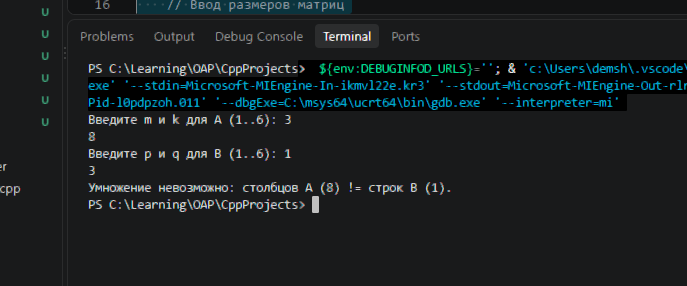 U
U
U
U
U
U
er
cpp
16 // Ввод размеров матриц
Problems Output Debug Console Terminal Ports
PS C:\Learning\OAP\CppProjects> ${env:DEBUGINFOD_URLS}=''; & 'c:\Users\demsh\.vscode\
exe' '--stdin=Microsoft-MIEngine-In-ikmvl22e.kr3' '--stdout=Microsoft-MIEngine-Out-rlr
Pid-l0pdpzoh.011' '--dbgExe=C:\msys64\ucrt64\bin\gdb.exe' '--interpreter=mi'
Введите m и k для A (1..6): 3
8
Введите p и q для B (1..6): 1
3
Умножение невозможно: столбцов A (8) != строк B (1).
PS C:\Learning\OAP\CppProjects>